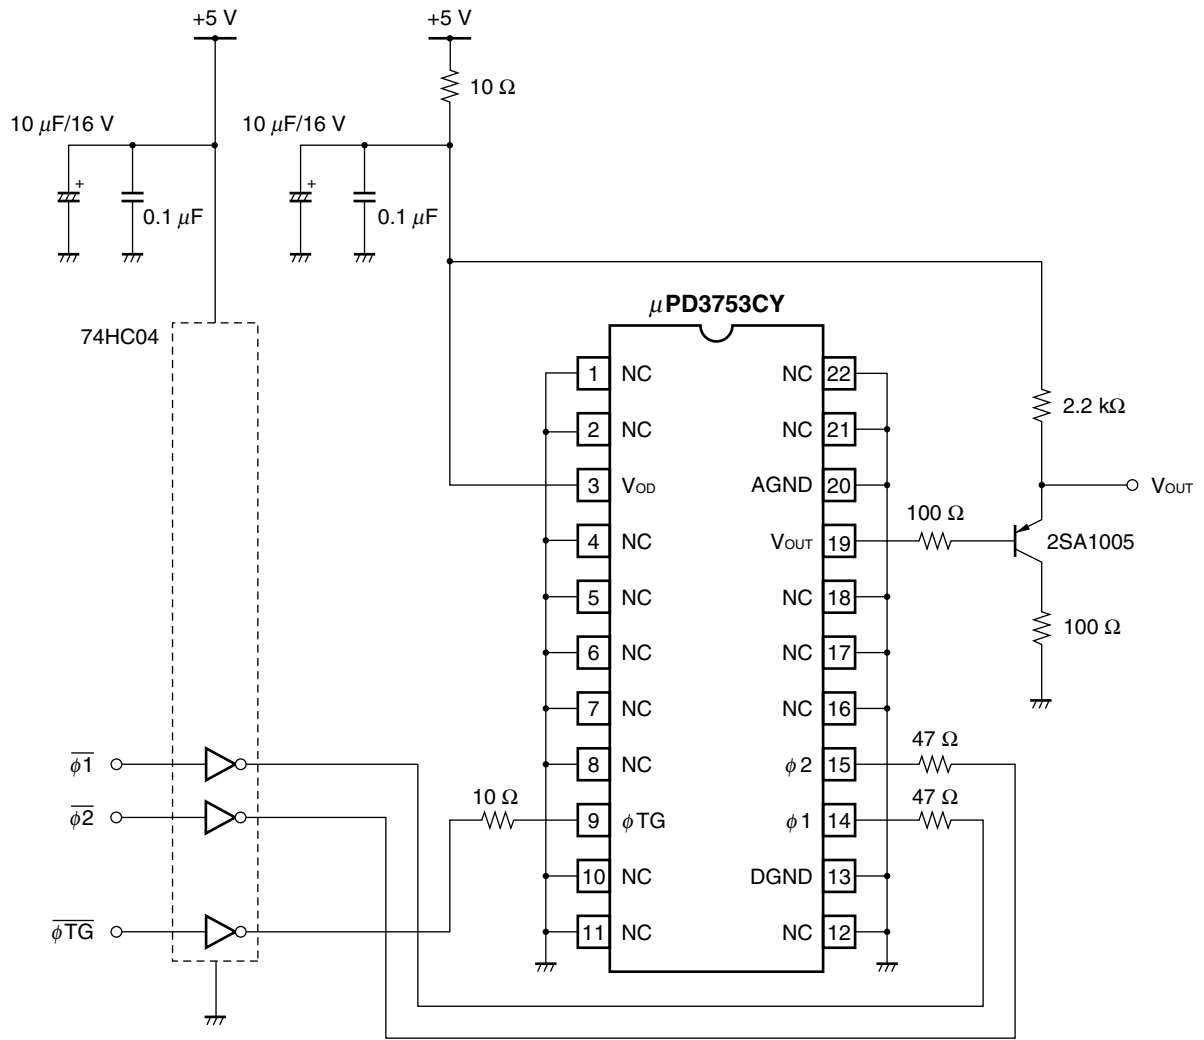 +5 V
+5 V
10 Ω
10 μF/16 V
10 μF/16 V
+
+
0.1 μF
0.1 μF
μPD3753CY
74HC04
1 NC
NC 22
2.2 kΩ
2 NC
NC 21
3 VOD
AGND 20
VOUT
100 Ω
4 NC
VOUT 19
2SA1005
5 NC
NC 18
100 Ω
6 NC
NC 17
7 NC
NC 16
47 Ω
φ1
8 NC
φ2 15
10 Ω
47 Ω
φ2
9 φTG
φ1 14
10 NC
DGND 13
φTG
11 NC
NC 12